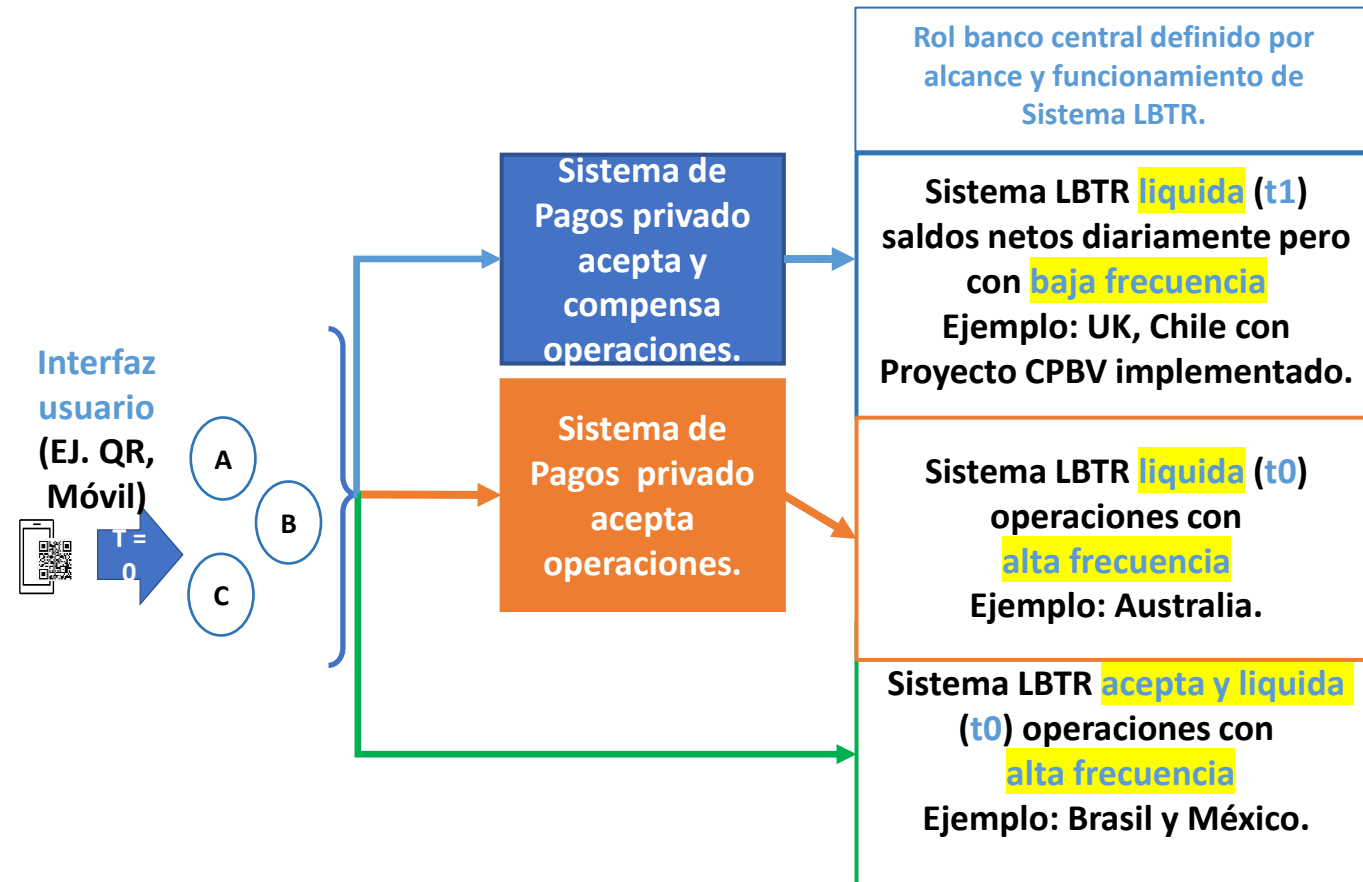 Interfaz
usuario
(EJ. QR,
Móvil)
T =
0
A
B
C
Sistema de
Pagos privado
acepta y
compensa
operaciones.
Sistema de
Pagos privado
acepta
operaciones.
Rol banco central definido por
alcance y funcionamiento de
Sistema LBTR.
Sistema LBTR liquida (t1)
saldos netos diariamente pero
con baja frecuencia
Ejemplo: UK, Chile con
Proyecto CPBV implementado.
Sistema LBTR liquida (t0)
operaciones con
alta frecuencia
Ejemplo: Australia.
Sistema LBTR acepta y liquida
(t0) operaciones con
alta frecuencia
Ejemplo: Brasil y México.